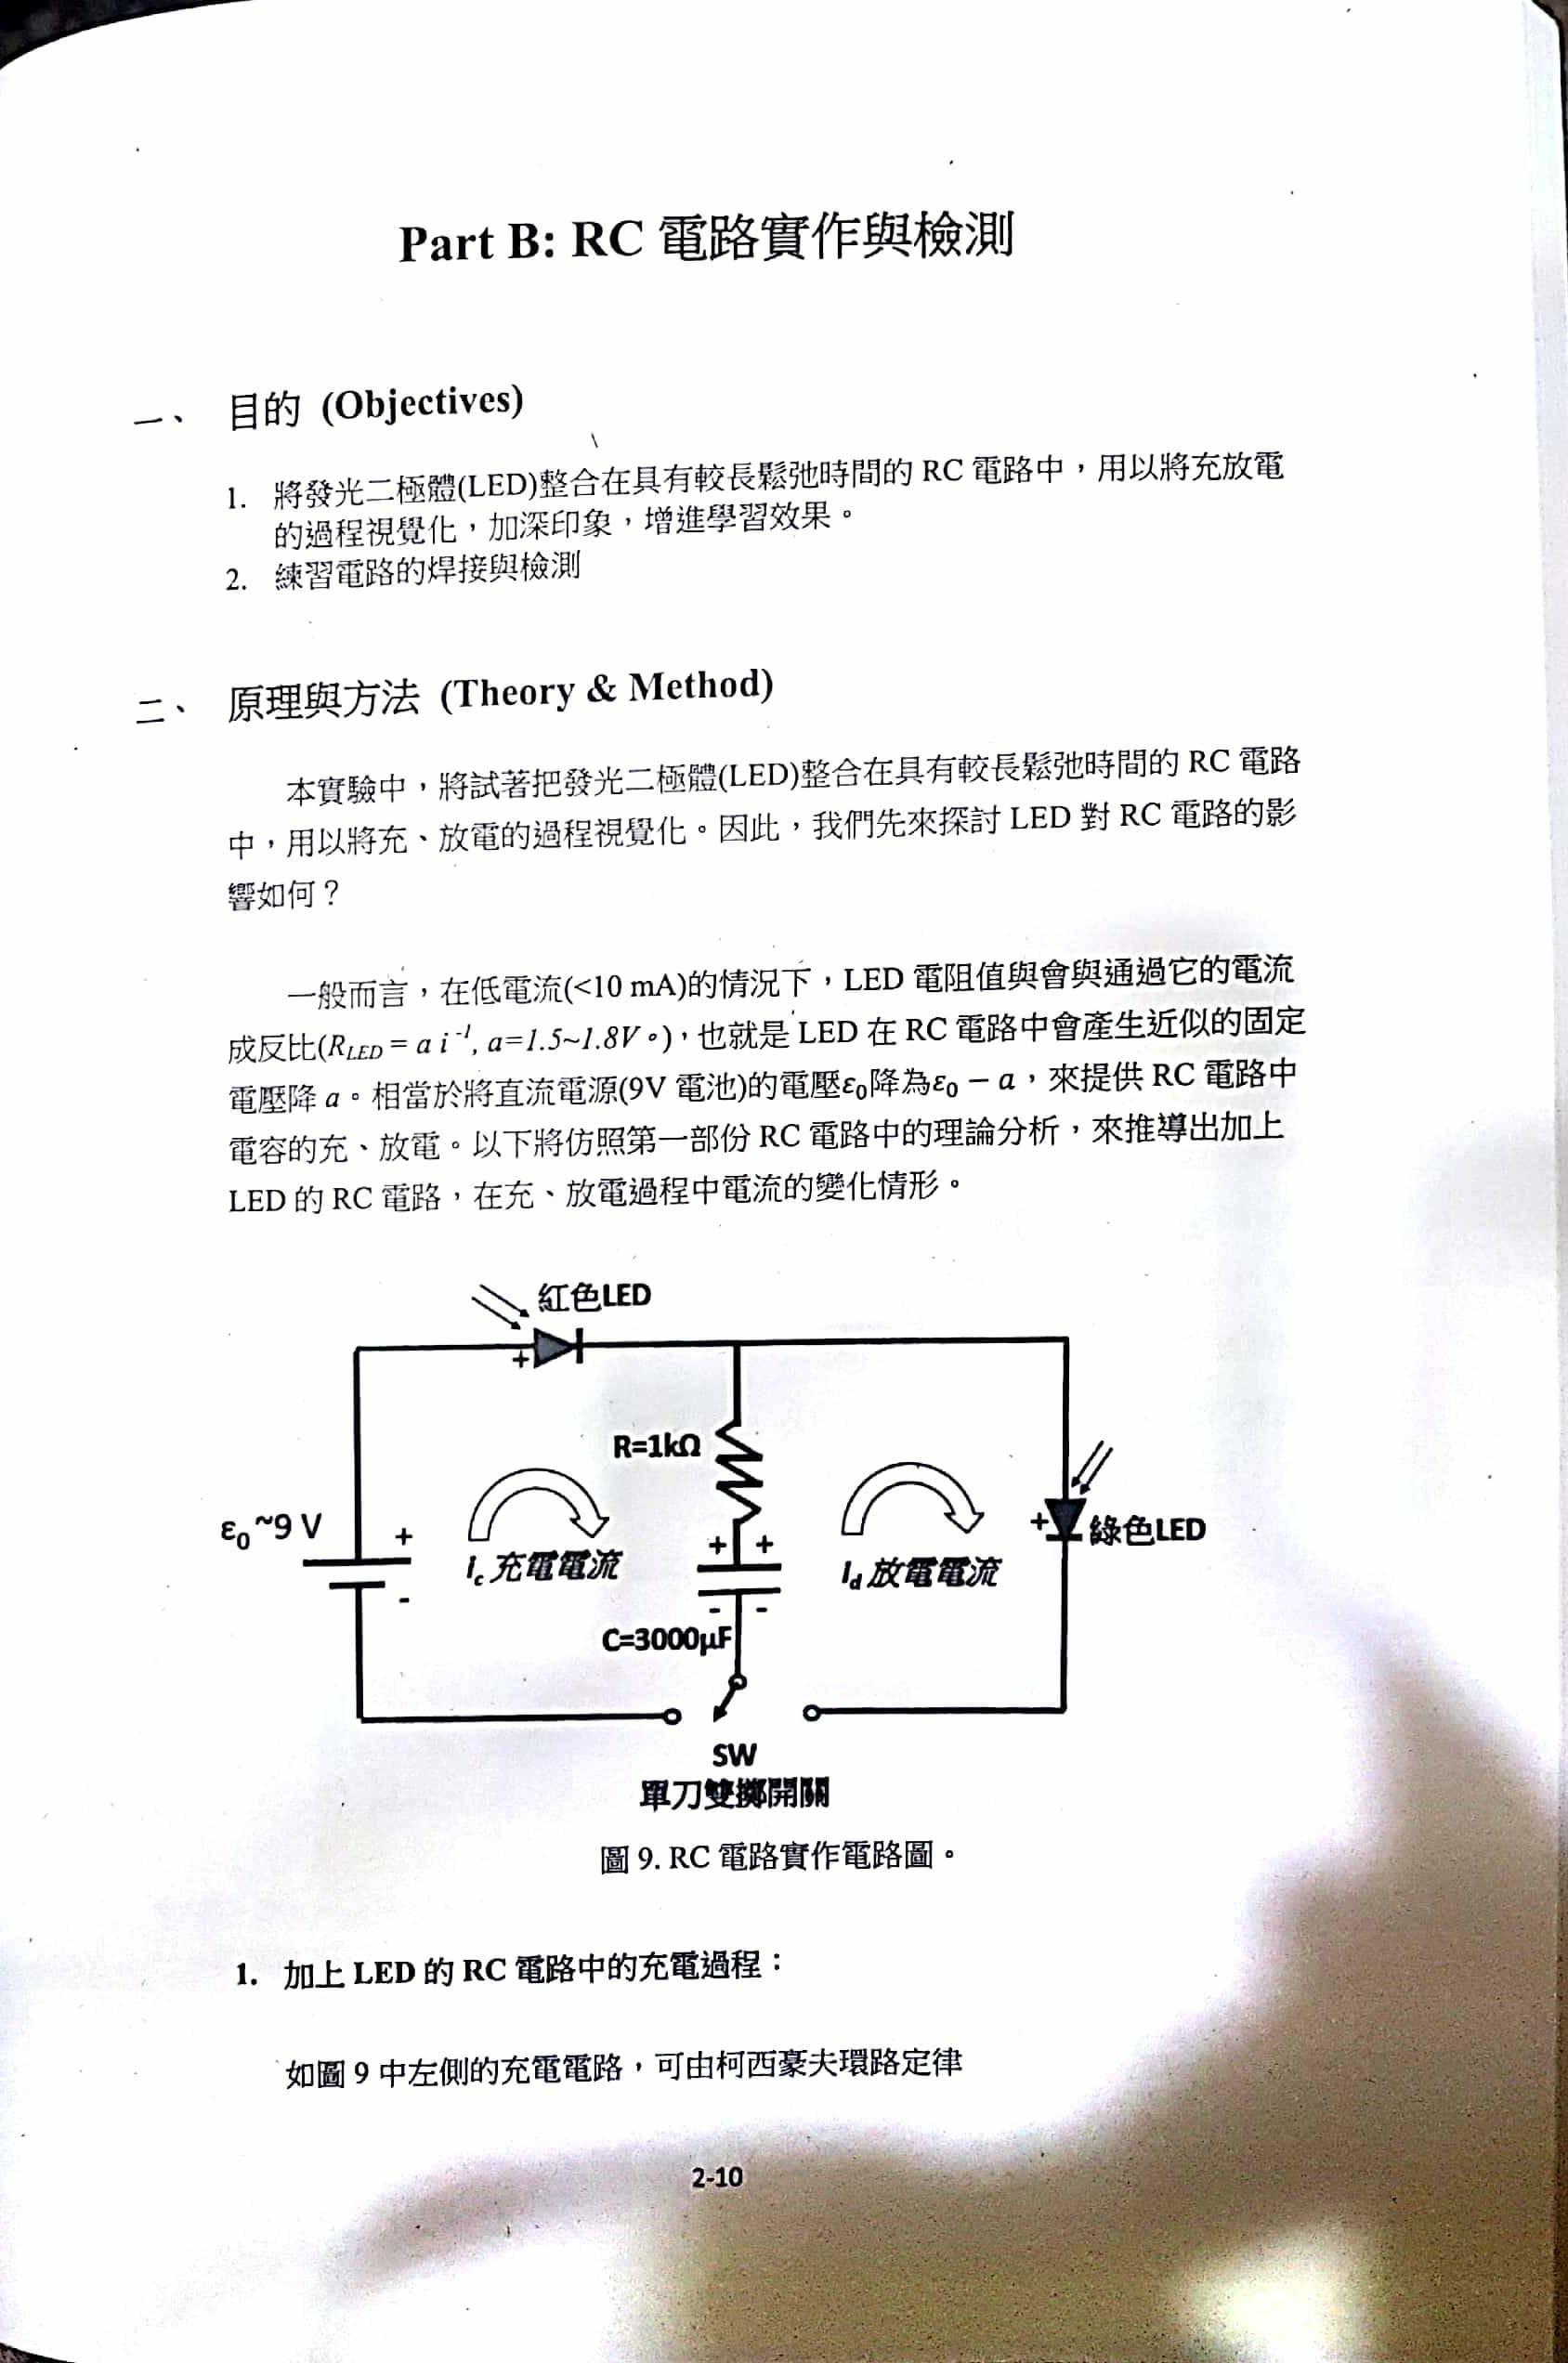 Part B: RC 電路實作與檢測
一、 目的 (Objectives)
1. 將發光二極體(LED)整合在具有較長鬆弛時間的 RC 電路中，用以將充放電
的過程視覺化，加深印象，增進學習效果。
2. 練習電路的焊接與檢測
二、 原理與方法 (Theory & Method)
本實驗中，將試著把發光二極體(LED)整合在具有較長鬆弛時間的 RC 電路
中，用以將充、放電的過程視覺化。因此，我們先來探討 LED 對 RC 電路的影
響如何？
一般而言，在低電流(<10 mA)的情況下，LED 電阻值與會與通過它的電流
成反比(R_LED = a i⁻¹, a=1.5~1.8V。)，也就是 LED 在 RC 電路中會產生近似的固定
電壓降 a。相當於將直流電源(9V 電池)的電壓ε₀降為ε₀ − a，來提供 RC 電路中
電容的充、放電。以下將仿照第一部份 RC 電路中的理論分析，來推導出加上
LED 的 RC 電路，在充、放電過程中電流的變化情形。
紅色LED
+
R=1kΩ
ε₀~9 V
+
-
I_c 充電電流
+ +
- -
C=3000μF
I_d 放電電流
+
綠色LED
SW
單刀雙擲開關
圖 9. RC 電路實作電路圖。
1. 加上 LED 的 RC 電路中的充電過程：
如圖 9 中左側的充電電路，可由柯西豪夫環路定律
2-10